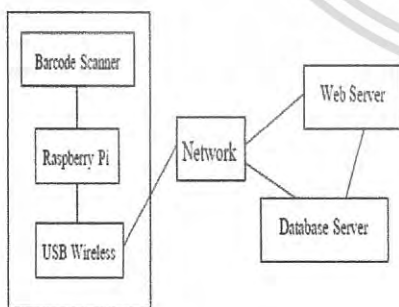 Barcode Scanner
Raspberry Pi
USB Wireless
Network
Web Server
Database Server